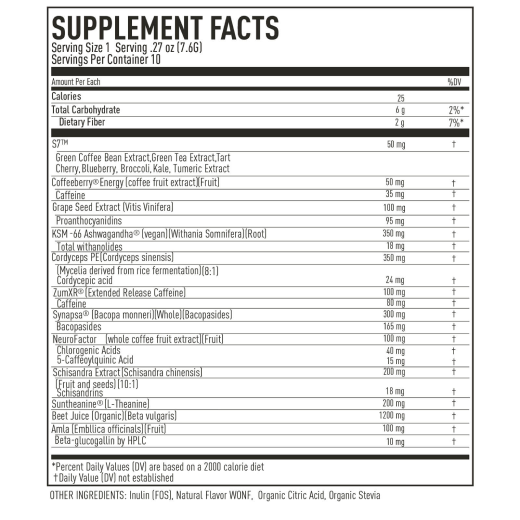 SUPPLEMENT FACTS
Serving Size 1 Serving .27 oz (7.6G)
Servings Per Container 10
Amount Per Each %DV
Calories 25
Total Carbohydrate 6 g 2%*
Dietary Fiber 2 g 7%*
S7™ 50 mg †
Green Coffee Bean Extract,Green Tea Extract,Tart
Cherry,Blueberry, Broccoli,Kale, Tumeric Extract
Coffeeberry®Energy (coffee fruit extract)(Fruit) 50 mg †
Caffeine 35 mg †
Grape Seed Extract (Vitis Vinifera) 100 mg †
Proanthocyanidins 95 mg †
KSM -66 Ashwagandha® (vegan)(Withania Somnifera)(Root) 350 mg †
Total withanolides 18 mg †
Cordyceps PE(Cordyceps sinensis) 350 mg †
(Mycelia derived from rice fermentation)(8:1)
Cordycepic acid 24 mg †
ZumXR® (Extended Release Caffeine) 100 mg †
Caffeine 80 mg †
Synapsa® (Bacopa monneri)(Whole)(Bacopasides) 300 mg †
Bacopasides 165 mg †
NeuroFactor (whole coffee fruit extract)(Fruit) 100 mg †
Chlorogenic Acids 40 mg †
5-Caffeoylquinic Acid 15 mg †
Schisandra Extract(Schisandra chinensis) 200 mg †
(Fruit and seeds)(10:1)
Schisandrins 18 mg †
Suntheanine® (L-Theanine) 200 mg †
Beet Juice (Organic)(Beta vulgaris) 1200 mg †
Amla (Embllica officinals)(Fruit) 100 mg †
Beta-glucogallin by HPLC 10 mg †
*Percent Daily Values (DV) are based on a 2000 calorie diet
†Daily Value (DV) not established
OTHER INGREDIENTS: Inulin (FOS), Natural Flavor WONF, Organic Citric Acid, Organic Stevia